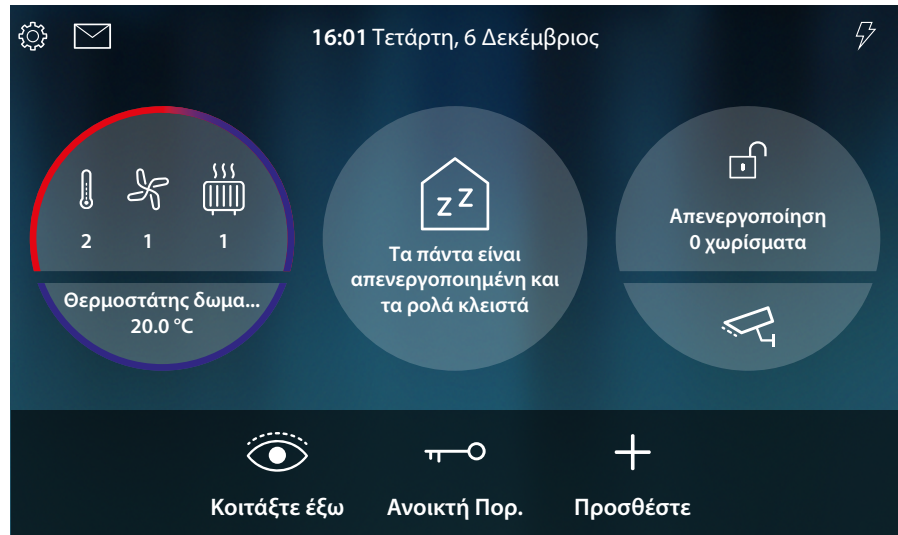 16:01 Τετάρτη, 6 Δεκέμβριος
2 1 1
Θερμοστάτης δωμα...
20.0 °C
z Z
Τα πάντα είναι
απενεργοποιημένη και
τα ρολά κλειστά
Απενεργοποίηση
0 χωρίσματα
Κοιτάξτε έξω
Ανοικτή Πορ.
Προσθέστε